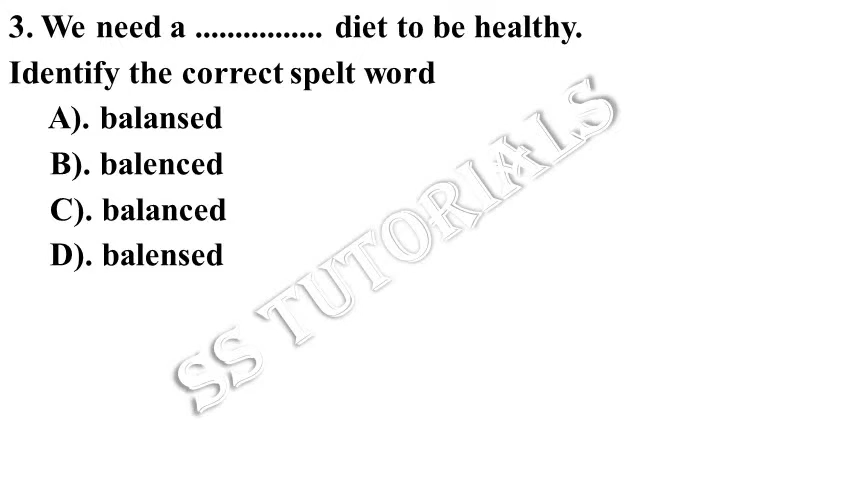 3. We need a ................ diet to be healthy.
Identify the correct spelt word
A). balansed
B). balenced
C). balanced
D). balensed
SS TUTORIALS